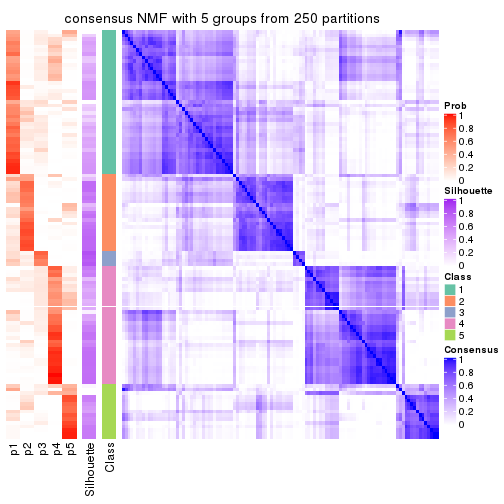 consensus NMF with 5 groups from 250 partitions
Prob
1
0.8
0.6
0.4
0.2
0
Silhouette
1
0.8
0.6
0.4
0.2
0
Class
1
2
3
4
5
Consensus
1
0.8
0.6
0.4
0.2
0
p1
p2
p3
p4
p5
Silhouette
Class